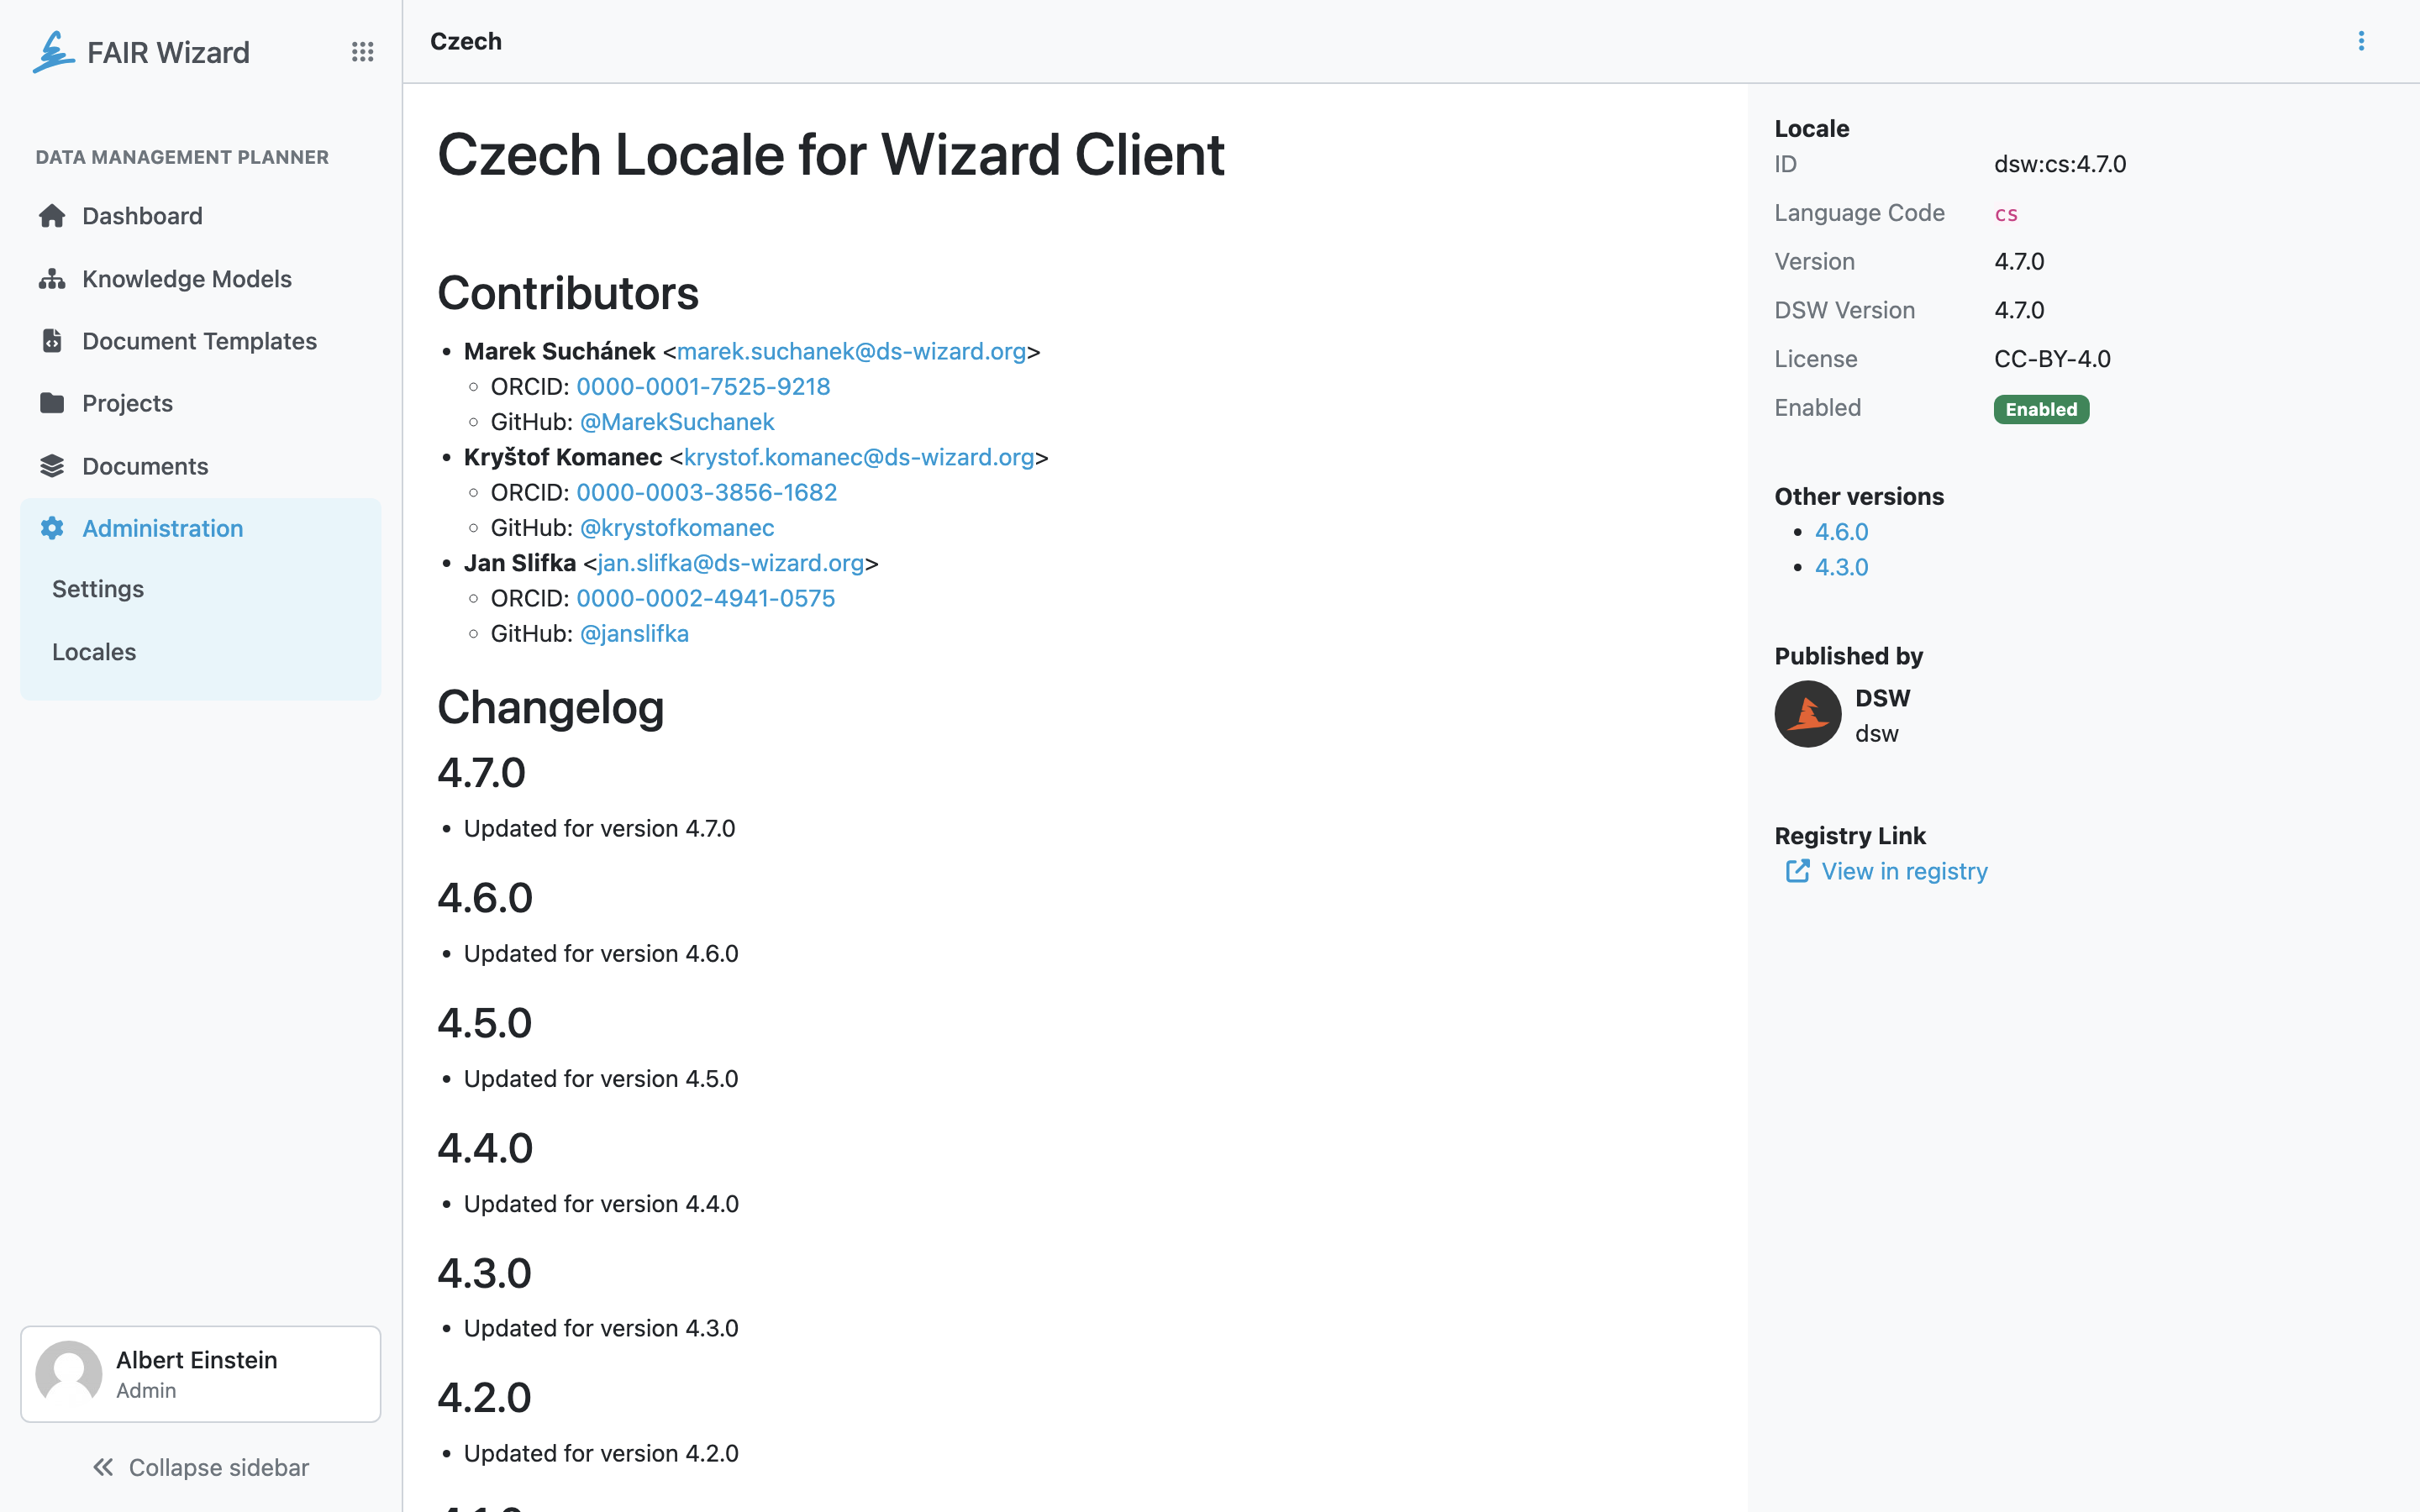 FAIR Wizard
DATA MANAGEMENT PLANNER
Dashboard
Knowledge Models
Document Templates
Projects
Documents
Administration
Settings
Locales
Albert Einstein
Admin
Collapse sidebar
Czech
Czech Locale for Wizard Client
Contributors
• Marek Suchánek <marek.suchanek@ds-wizard.org>
◦ ORCID: 0000-0001-7525-9218
◦ GitHub: @MarekSuchanek
• Kryštof Komanec <krystof.komanec@ds-wizard.org>
◦ ORCID: 0000-0003-3856-1682
◦ GitHub: @krystofkomanec
• Jan Slifka <jan.slifka@ds-wizard.org>
◦ ORCID: 0000-0002-4941-0575
◦ GitHub: @janslifka
Changelog
4.7.0
• Updated for version 4.7.0
4.6.0
• Updated for version 4.6.0
4.5.0
• Updated for version 4.5.0
4.4.0
• Updated for version 4.4.0
4.3.0
• Updated for version 4.3.0
4.2.0
• Updated for version 4.2.0
Locale
ID dsw:cs:4.7.0
Language Code cs
Version 4.7.0
DSW Version 4.7.0
License CC-BY-4.0
Enabled Enabled
Other versions
• 4.6.0
• 4.3.0
Published by
DSW
dsw
Registry Link
View in registry